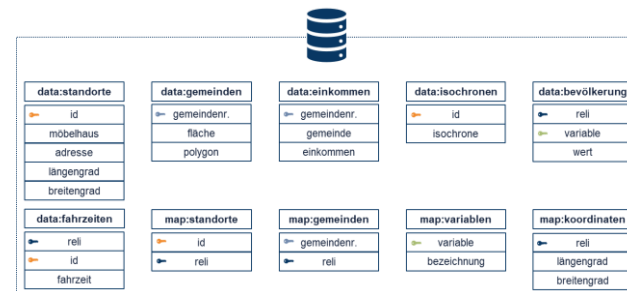 data:standorte
id
möbelhaus
adresse
längengrad
breitengrad
data:gemeinden
gemeindenr.
fläche
polygon
data:einkommen
gemeindenr.
gemeinde
einkommen
data:isochronen
id
isochrone
data:bevölkerung
reli
variable
wert
data:fahrzeiten
reli
id
fahrzeit
map:standorte
id
reli
map:gemeinden
gemeindenr.
reli
map:variablen
variable
bezeichnung
map:koordinaten
reli
längengrad
breitengrad